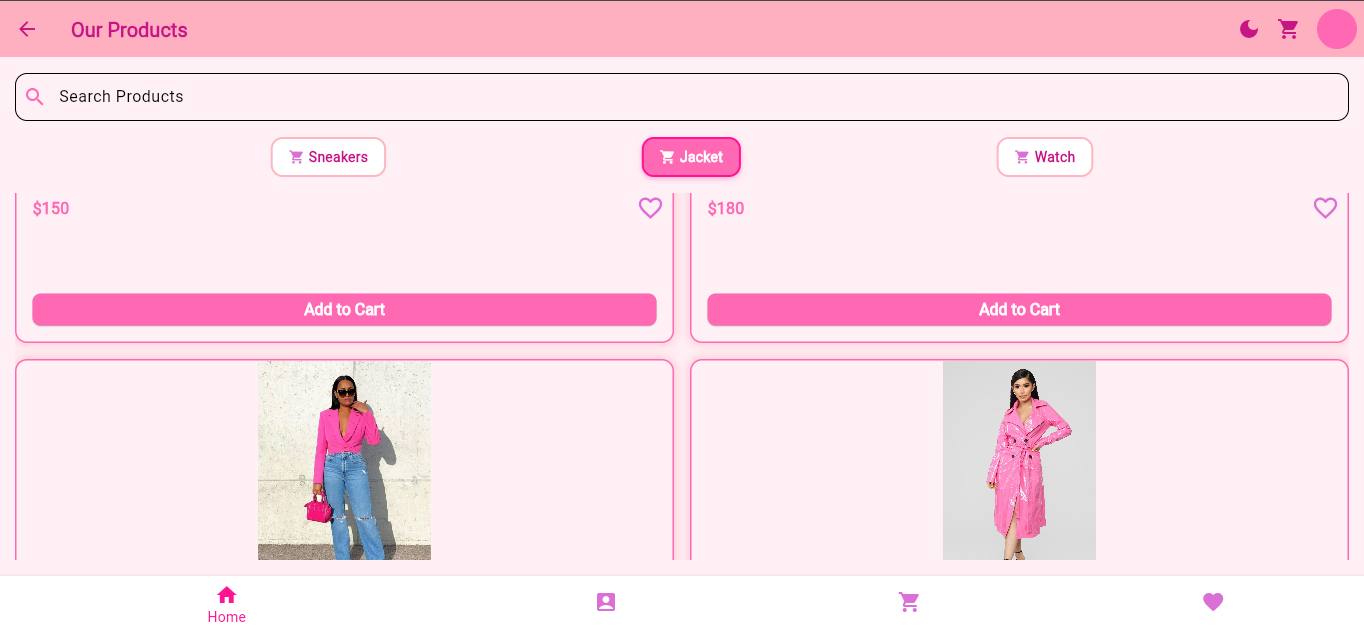 Our Products
Search Products
Sneakers
Jacket
Watch
$150
$180
Add to Cart
Add to Cart
Home